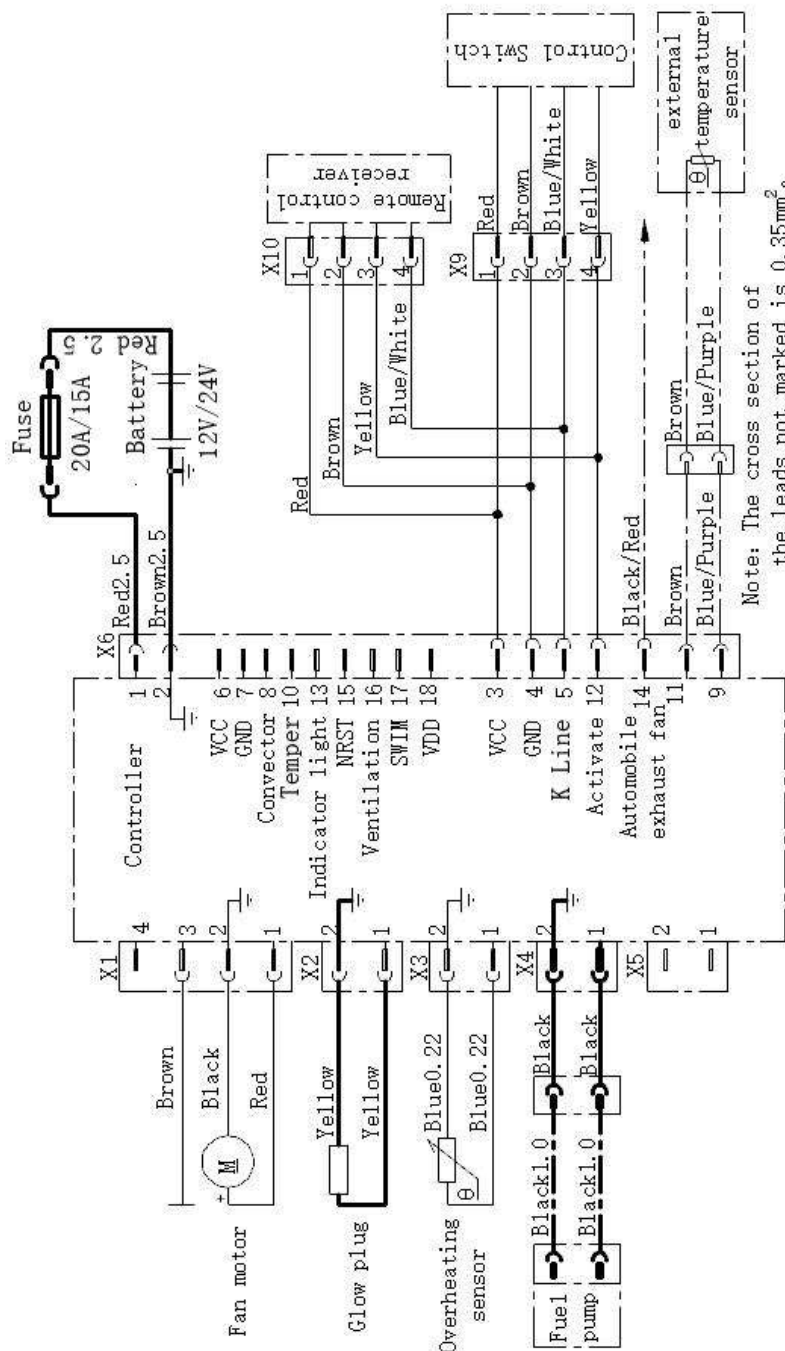 Fuse
20A/15A
Red 2.5
Battery
12V/24V
Red2.5
Brown2.5
X6
1
2
6
7
8
10
13
15
16
17
18
3
4
5
12
14
11
9
Controller
VCC
GND
Convector
Temper
Indicator light
NRST
Ventilation
SWIM
VDD
VCC
GND
K Line
Activate
Automobile
exhaust fan
Remote control
receiver
X10
1
2
3
4
Red
Brown
Yellow
Blue/White
Control Switch
X9
1
2
3
4
Red
Brown
Blue/White
Yellow
Black/Red
Brown
Blue/Purple
Brown
Blue/Purple
external
temperature
sensor
θ
Note: The cross section of
the leads not marked is 0.35mm².
X1
4
3
2
1
Brown
Black
Red
M
+
Fan motor
X2
2
1
Yellow
Yellow
Glow plug
X3
2
1
Blue0.22
Blue0.22
θ
Overheating
sensor
X4
2
1
Black
Black
Black1.0
Black1.0
Fuel
pump
X5
2
1